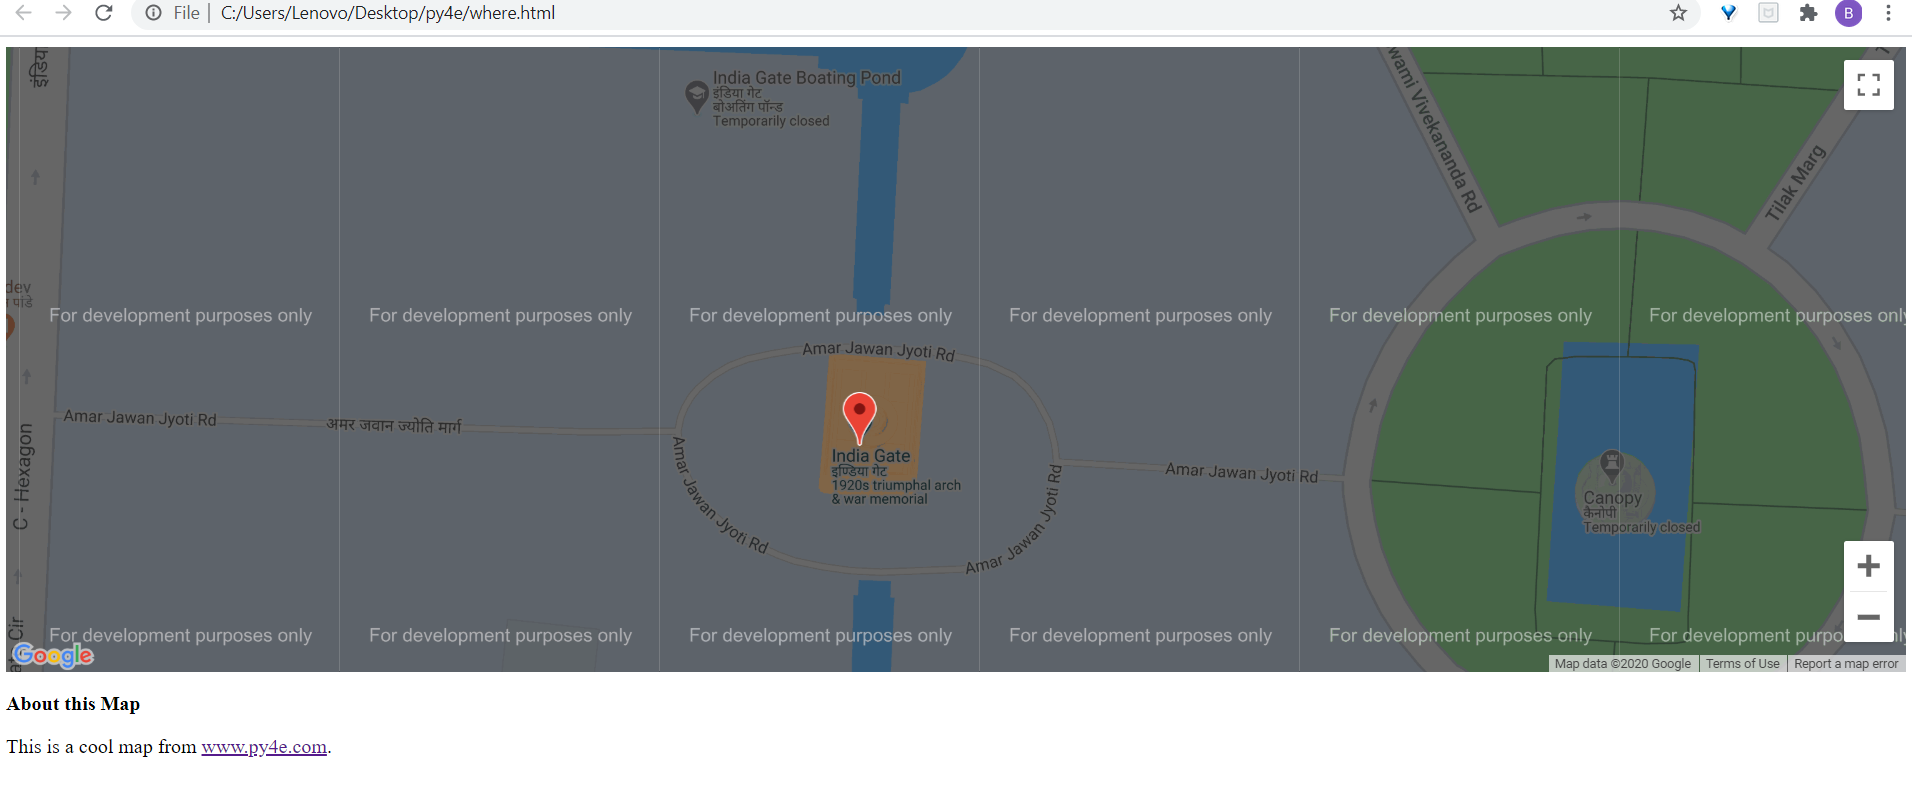 File
C:/Users/Lenovo/Desktop/py4e/where.html
B
इंडिया
India Gate Boating Pond
इंडिया गेट
बोअतिंग पॉन्ड
Temporarily closed
Vivekananda Rd
Tilak Marg
For development purposes only
For development purposes only
For development purposes only
For development purposes only
For development purposes only
For development purposes only
Amar Jawan Jyoti Rd
Amar Jawan Jyoti Rd
अमर जवान ज्योति मार्ग
C - Hexagon
India Gate
इण्डिया गेट
1920s triumphal arch
& war memorial
Amar Jawan Jyoti Rd
Amar Jawan Jyoti Rd
Amar Jawan Jyoti Rd
Canopy
कैनोपी
Temporarily closed
For development purposes only
For development purposes only
For development purposes only
For development purposes only
For development purposes only
For development
Cir
Google
Map data ©2020 Google
Terms of Use
Report a map error
About this Map
This is a cool map from www.py4e.com.